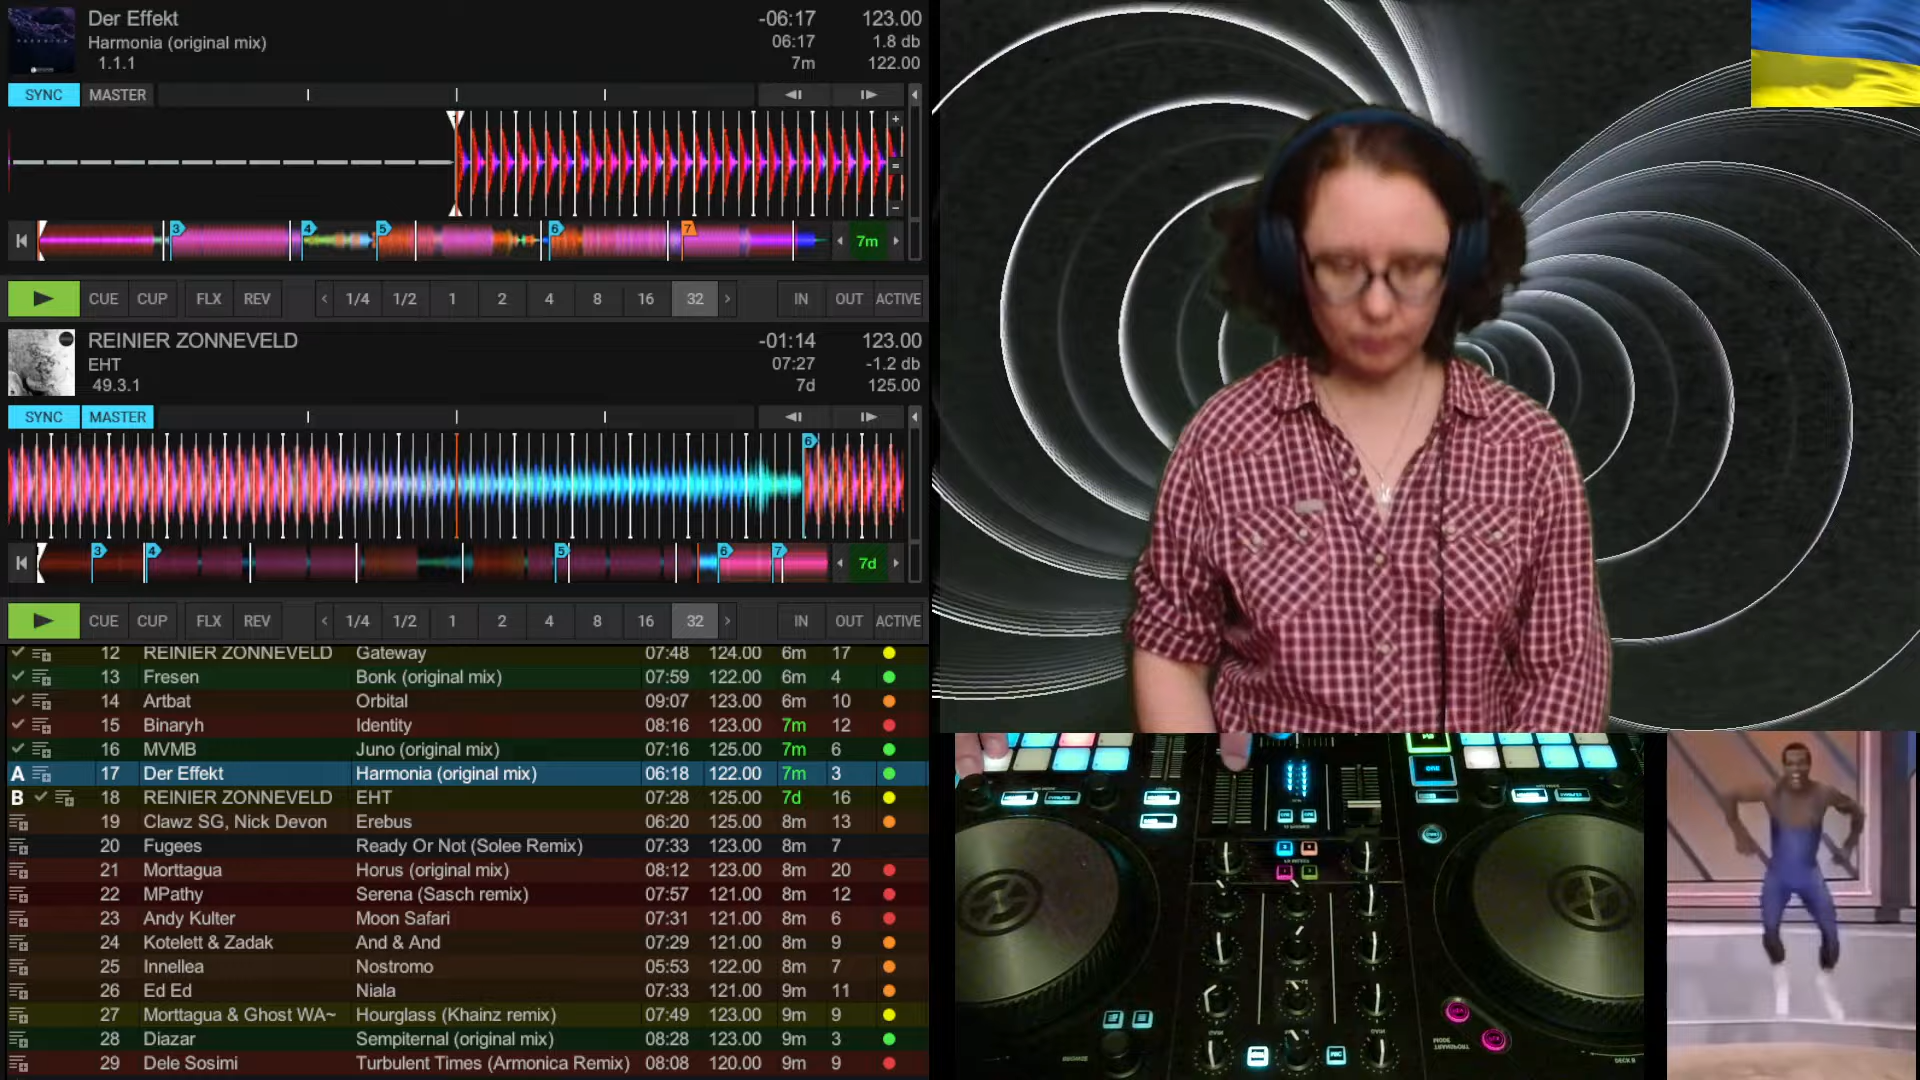 Der Effekt -06:17 123.00
Harmonia (original mix) 06:17 1.8 db
1.1.1 7m 122.00
SYNC MASTER
3 4 5 6 7 7m
CUE CUP FLX REV 1/4 1/2 1 2 4 8 16 32 IN OUT ACTIVE
REINIER ZONNEVELD -01:14 123.00
EHT 07:27 -1.2 db
49.3.1 7d 125.00
SYNC MASTER
6
3 4 5 6 7 7d
CUE CUP FLX REV 1/4 1/2 1 2 4 8 16 32 IN OUT ACTIVE
12 REINIER ZONNEVELD Gateway 07:48 124.00 6m 17
13 Fresen Bonk (original mix) 07:59 122.00 6m 4
14 Artbat Orbital 09:07 123.00 6m 10
15 Binaryh Identity 08:16 123.00 7m 12
16 MVMB Juno (original mix) 07:16 125.00 7m 6
A 17 Der Effekt Harmonia (original mix) 06:18 122.00 7m 3
B 18 REINIER ZONNEVELD EHT 07:28 125.00 7d 16
19 Clawz SG, Nick Devon Erebus 06:20 125.00 8m 13
20 Fugees Ready Or Not (Solee Remix) 07:33 123.00 8m 7
21 Morttagua Horus (original mix) 08:12 123.00 8m 20
22 MPathy Serena (Sasch remix) 07:57 121.00 8m 12
23 Andy Kulter Moon Safari 07:31 121.00 8m 6
24 Kotelett & Zadak And & And 07:29 121.00 8m 9
25 Innellea Nostromo 05:53 122.00 8m 7
26 Ed Ed Niala 07:33 121.00 9m 11
27 Morttagua & Ghost WA~ Hourglass (Khainz remix) 07:49 123.00 9m 9
28 Diazar Sempiternal (original mix) 08:28 123.00 9m 3
29 Dele Sosimi Turbulent Times (Armonica Remix) 08:08 120.00 9m 9